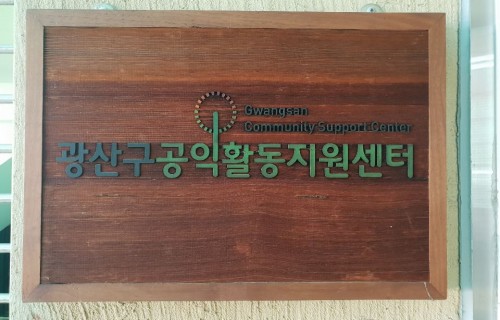 Gwangsan
Community Support Center
광산구공익활동지원센터